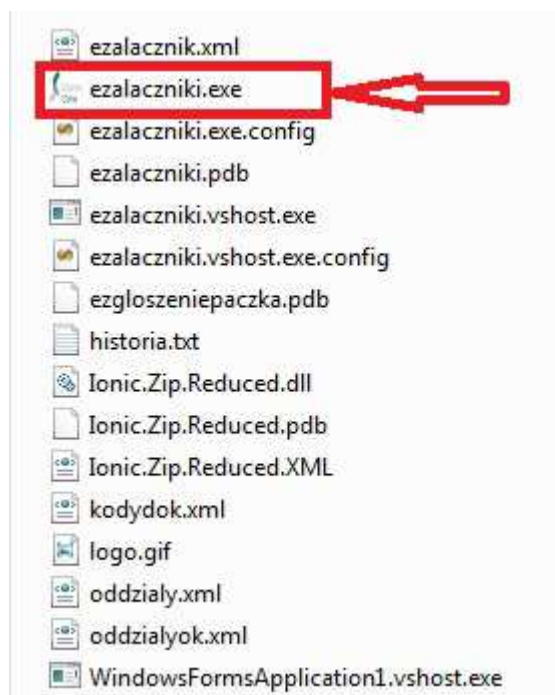 ezalacznik.xml
ezalaczniki.exe
ezalaczniki.exe.config
ezalaczniki.pdb
ezalaczniki.vshost.exe
ezalaczniki.vshost.exe.config
ezgloszeniepaczka.pdb
historia.txt
Ionic.Zip.Reduced.dll
Ionic.Zip.Reduced.pdb
Ionic.Zip.Reduced.XML
kodydok.xml
logo.gif
oddzialy.xml
oddzialyok.xml
WindowsFormsApplication1.vshost.exe